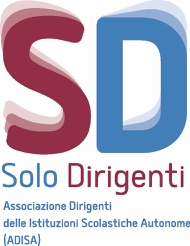 SD
Solo Dirigenti
Associazione Dirigenti
delle Istituzioni Scolastiche Autonome
(ADISA)